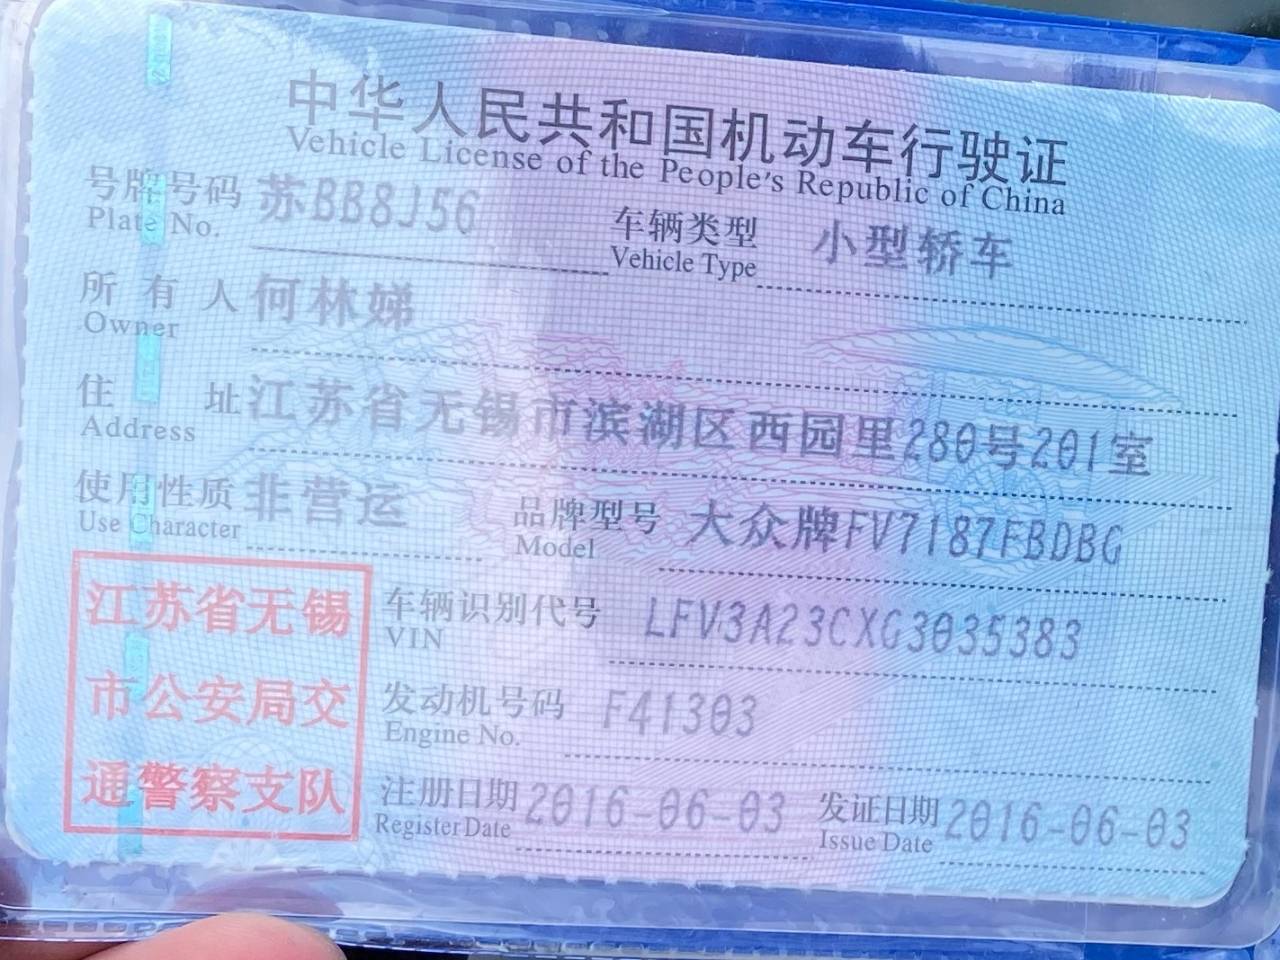 中华人民共和国机动车行驶证
Vehicle License of the People's Republic of China
号牌号码 苏BB8J56 车辆类型 小型轿车
Plate No. Vehicle Type
所有人 何林娣
Owner
住址 江苏省无锡市滨湖区西园里280号201室
Address
使用性质 非营运 品牌型号 大众牌FV7187FBDBG
Use Character Model
江苏省无锡
市公安局交
通警察支队
车辆识别代号 LFV3A23CXG3035383
VIN
发动机号码 F41303
Engine No.
注册日期 2016-06-03 发证日期 2016-06-03
Register Date Issue Date